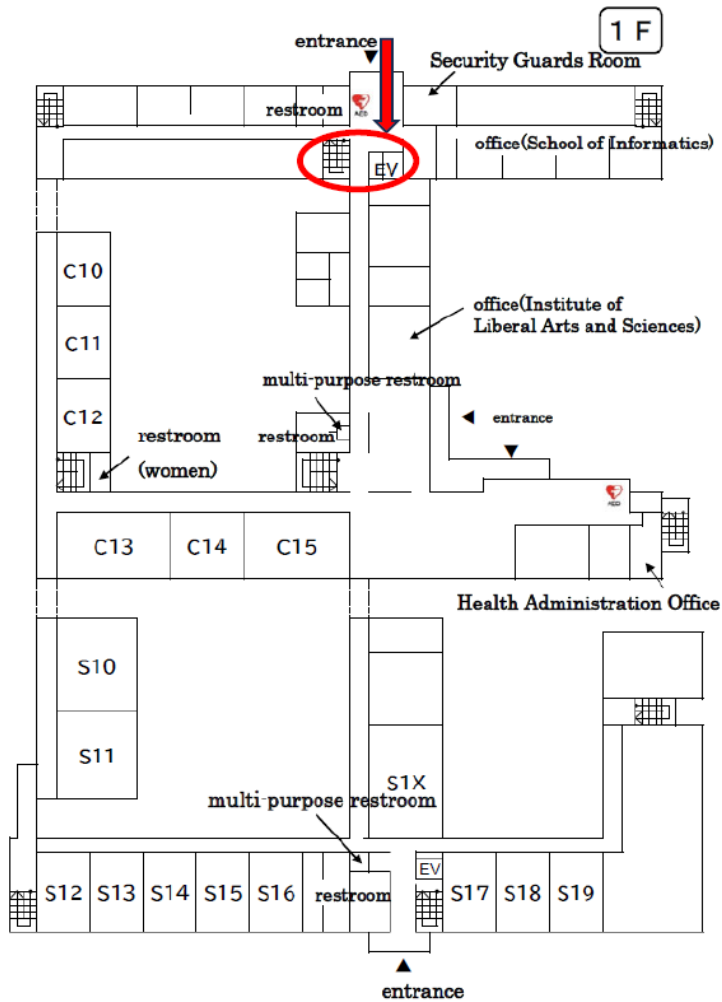 1 F
entrance
Security Guards Room
restroom
AED
office(School of Informatics)
EV
C10
C11
C12
office(Institute of
Liberal Arts and Sciences)
multi-purpose restroom
entrance
restroom
(women)
restroom
AED
C13
C14
C15
Health Administration Office
S10
S11
S1X
multi-purpose restroom
EV
S12
S13
S14
S15
S16
restroom
S17
S18
S19
entrance